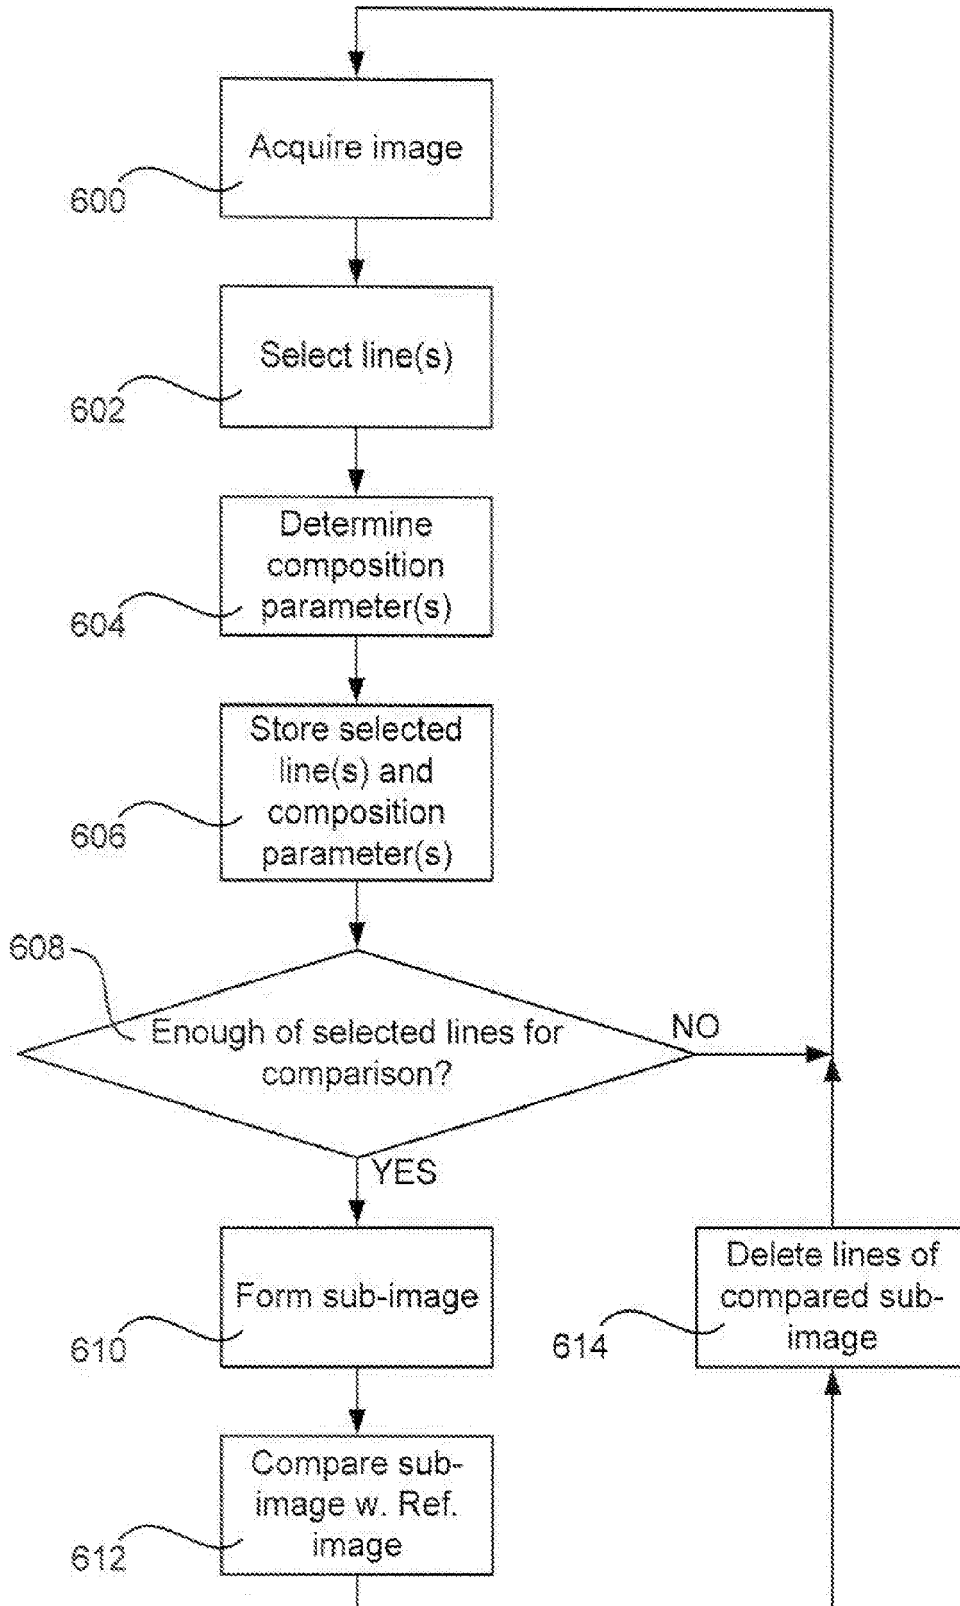 Acquire image
600
Select line(s)
602
Determine
composition
parameter(s)
604
Store selected
line(s) and
composition
parameter(s)
606
608
Enough of selected lines for
comparison?
NO
YES
Form sub-image
610
Delete lines of
compared sub-
image
614
Compare sub-
image w. Ref.
image
612